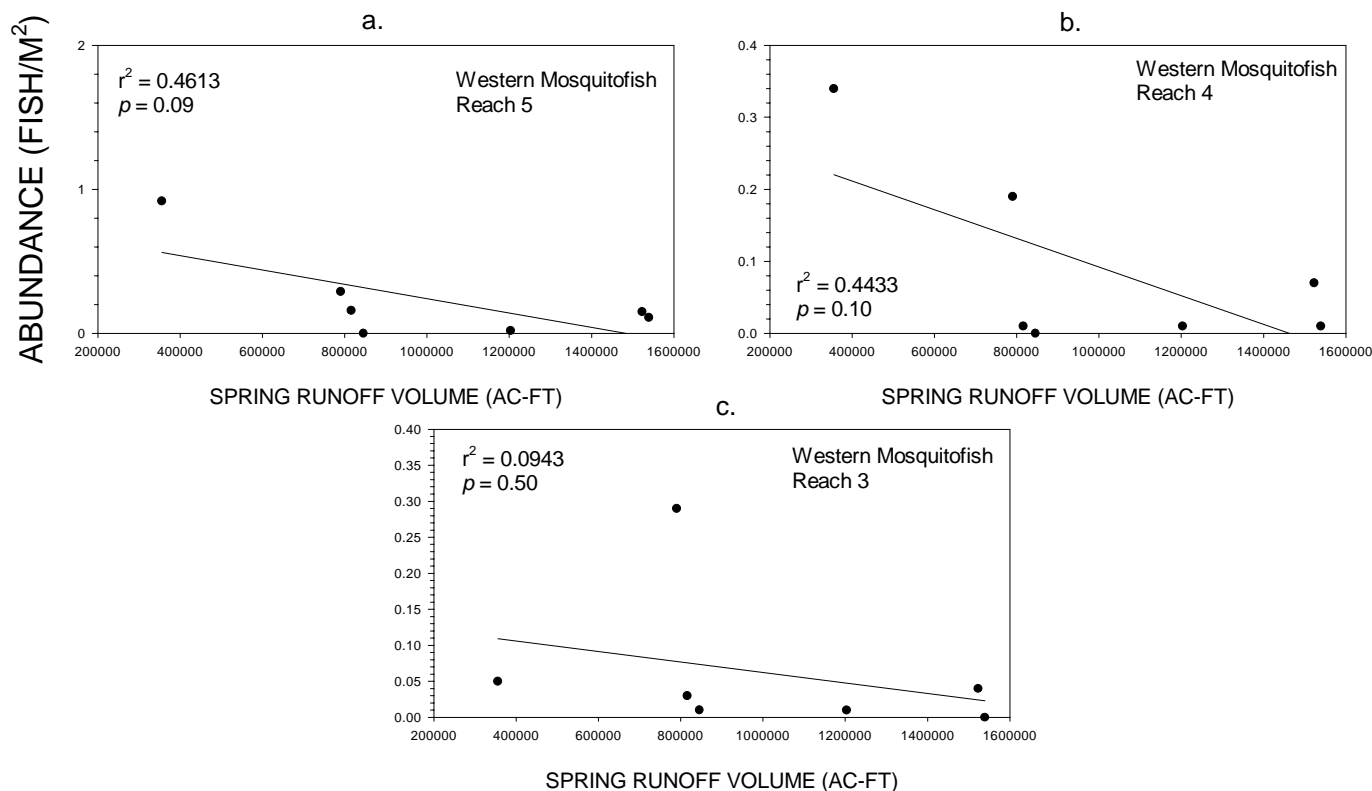 a.
ABUNDANCE (FISH/M²)
2
1
0
r² = 0.4613
p = 0.09
Western Mosquitofish
Reach 5
200000 400000 600000 800000 1000000 1200000 1400000 1600000
SPRING RUNOFF VOLUME (AC-FT)
b.
0.4
0.3
0.2
0.1
0.0
Western Mosquitofish
Reach 4
r² = 0.4433
p = 0.10
200000 400000 600000 800000 1000000 1200000 1400000 1600000
SPRING RUNOFF VOLUME (AC-FT)
c.
0.40
0.35
0.30
0.25
0.20
0.15
0.10
0.05
0.00
r² = 0.0943
p = 0.50
Western Mosquitofish
Reach 3
200000 400000 600000 800000 1000000 1200000 1400000 1600000
SPRING RUNOFF VOLUME (AC-FT)